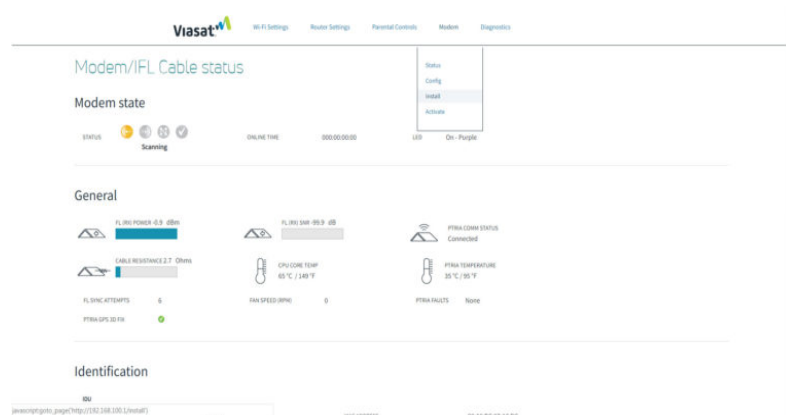 Viasat
Wi-Fi Settings Router Settings Parental Controls Modem Diagnostics
Modem/IFL Cable status
Status
Config
Install
Activate
Modem state
STATUS
Scanning
ONLINE TIME 000:00:00:00
LED On - Purple
General
FL (RX) POWER -0.9 dBm
FL (RX) SNR -99.9 dB
PTRIA COMM STATUS
Connected
CABLE RESISTANCE 2.7 Ohms
CPU CORE TEMP
65 °C / 149 °F
PTRIA TEMPERATURE
35 °C / 95 °F
FL SYNC ATTEMPTS 6
FAN SPEED (RPM) 0
PTRIA FAULTS None
PTRIA GPS 3D FIX
Identification
IDU
javascript:goto_page('http://192.168.100.1/install')